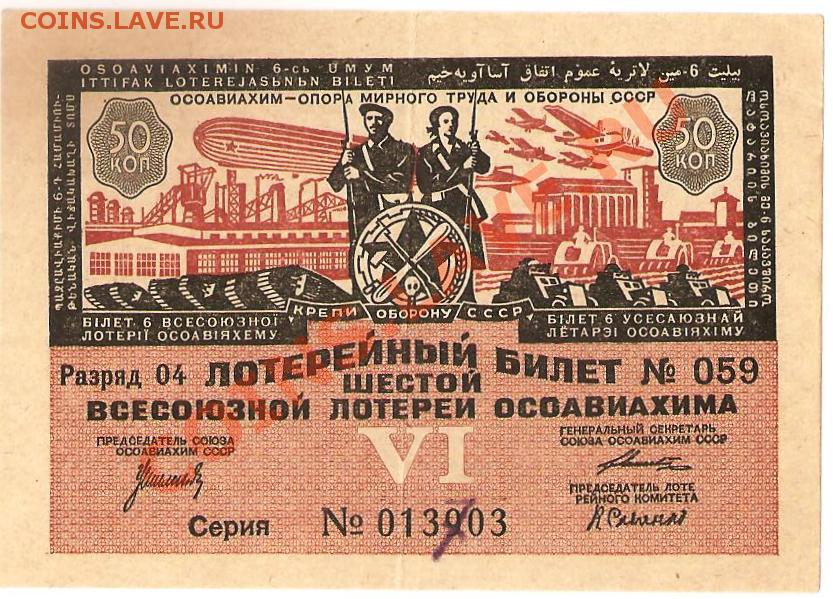 COINS.LAVE.RU
OSOAVIAXIMIN 6-cь UMYM
ITTIFAK LOTEREJASЬNЬN BILETI
ОСОАВИАХИМ—ОПОРА МИРНОГО ТРУДА И ОБОРОНЫ СССР
50
КОП
50
КОП
КРЕПИ ОБОРОНУ СССР
БІЛЕТ 6 ВСЕСОЮЗНОЇ
ЛОТЕРІЇ ОСОАВІЯХЕМУ
БІЛЕТ 6 УСЕСАЮЗНАЙ
ЛЁТАРЭІ ОСОАВІЯХІМУ
Разряд 04 ЛОТЕРЕЙНЫЙ БИЛЕТ № 059
ШЕСТОЙ
ВСЕСОЮЗНОЙ ЛОТЕРЕИ ОСОАВИАХИМА
VI
ПРЕДСЕДАТЕЛЬ СОЮЗА
ОСОАВИАХИМ СССР
ГЕНЕРАЛЬНЫЙ СЕКРЕТАРЬ
СОЮЗА ОСОАВИАХИМ СССР
ПРЕДСЕДАТЕЛЬ ЛОТЕ
РЕЙНОГО КОМИТЕТА
Серия № 013903
7